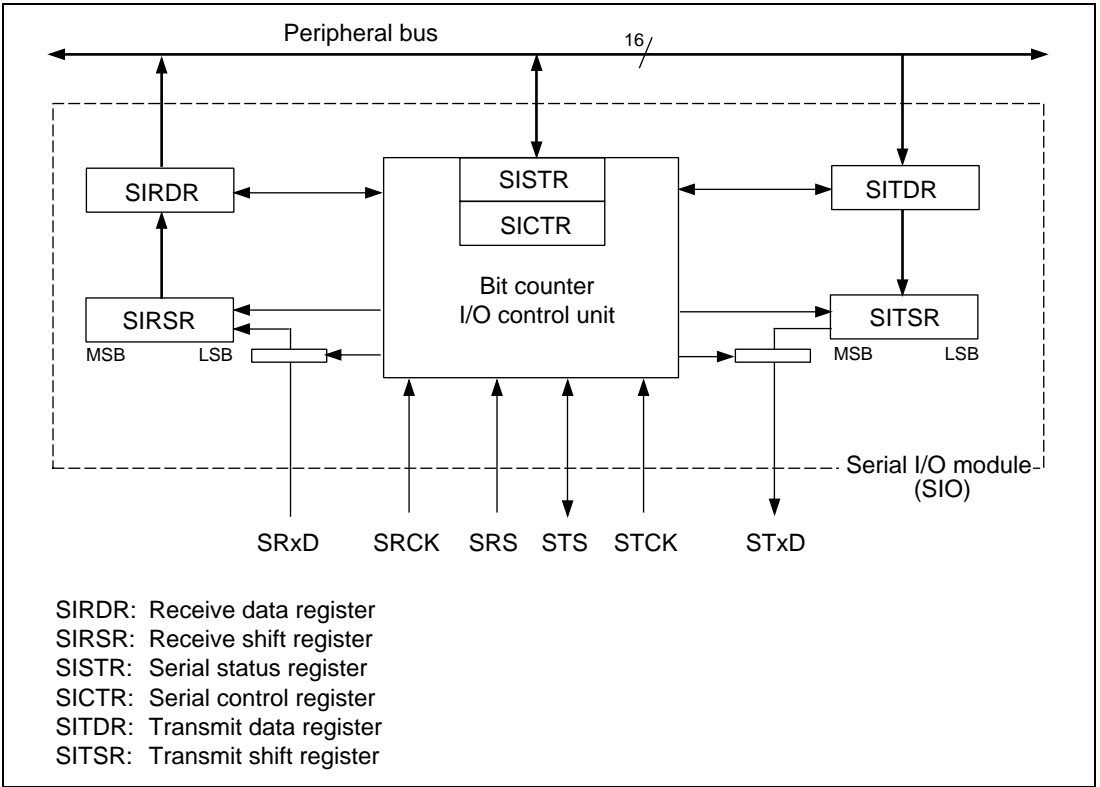 Peripheral bus
16
SIRDR
SISTR
SITDR
SICTR
Bit counter
I/O control unit
SIRSR
SITSR
MSB LSB
MSB LSB
Serial I/O module
(SIO)
SRxD SRCK SRS STS STCK STxD
SIRDR: Receive data register
SIRSR: Receive shift register
SISTR: Serial status register
SICTR: Serial control register
SITDR: Transmit data register
SITSR: Transmit shift register